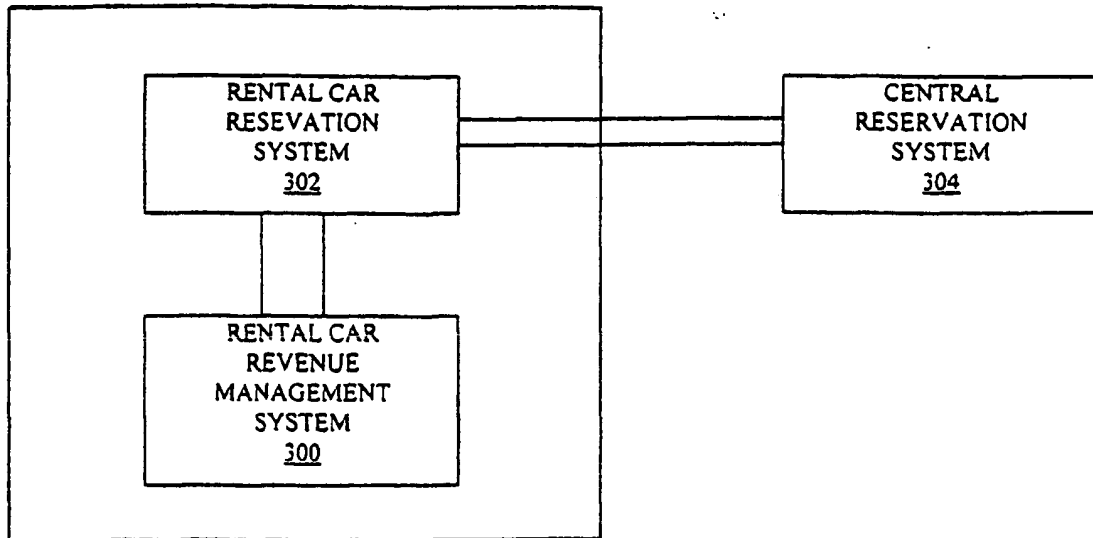 RENTAL CAR
RESEVATION
SYSTEM
302
CENTRAL
RESERVATION
SYSTEM
304
RENTAL CAR
REVENUE
MANAGEMENT
SYSTEM
300